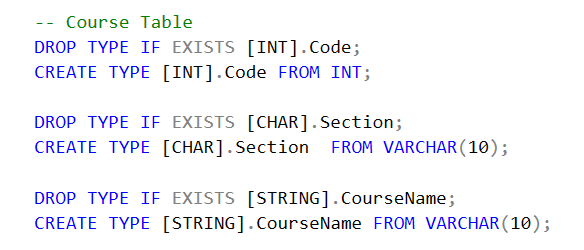 -- Course Table
DROP TYPE IF EXISTS [INT].Code;
CREATE TYPE [INT].Code FROM INT;
DROP TYPE IF EXISTS [CHAR].Section;
CREATE TYPE [CHAR].Section  FROM VARCHAR(10);
DROP TYPE IF EXISTS [STRING].CourseName;
CREATE TYPE [STRING].CourseName FROM VARCHAR(10);